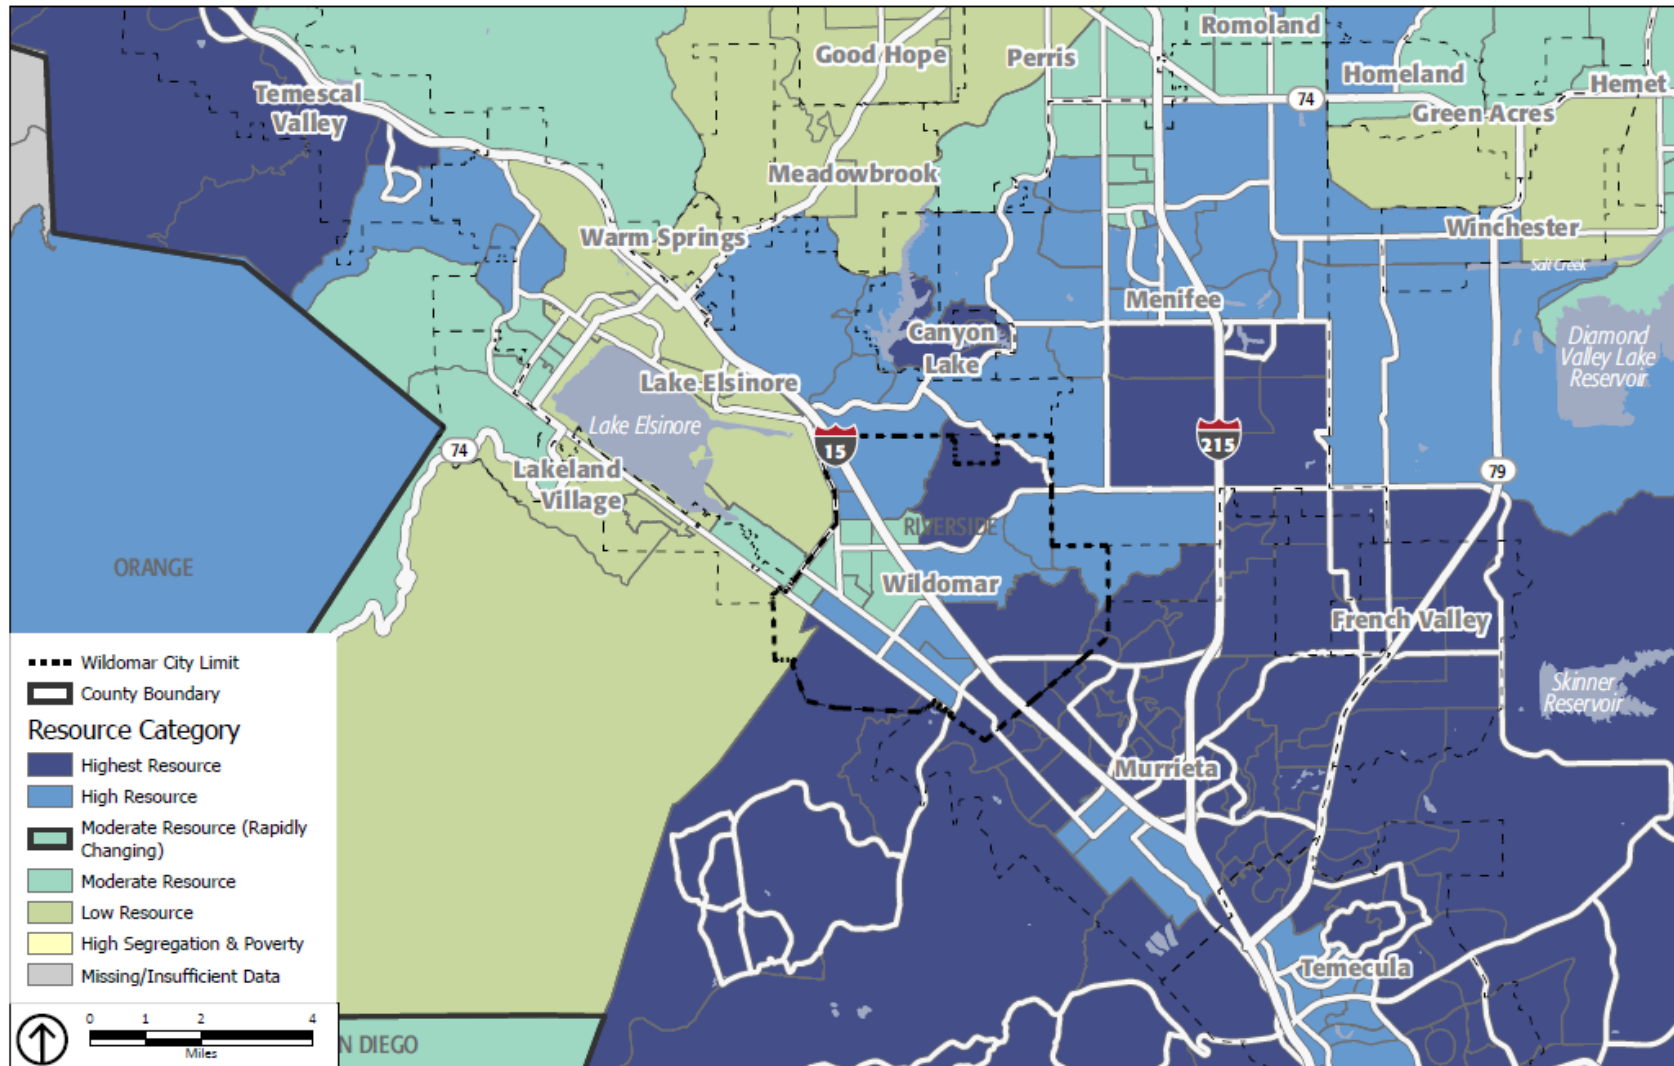 Romoland
Good Hope
Perris
Homeland
Hemet
Temescal
Valley
74
Green Acres
Meadowbrook
Warm Springs
Winchester
Salt Creek
Menifee
Canyon
Lake
Diamond
Valley Lake
Reservoir
Lake Elsinore
Lake Elsinore
15
215
74
79
Lakeland
Village
RIVERSIDE
ORANGE
Wildomar
French Valley
Skinner
Reservoir
Murrieta
Temecula
N DIEGO
Wildomar City Limit
County Boundary
Resource Category
Highest Resource
High Resource
Moderate Resource (Rapidly
Changing)
Moderate Resource
Low Resource
High Segregation & Poverty
Missing/Insufficient Data
0 1 2 4
Miles